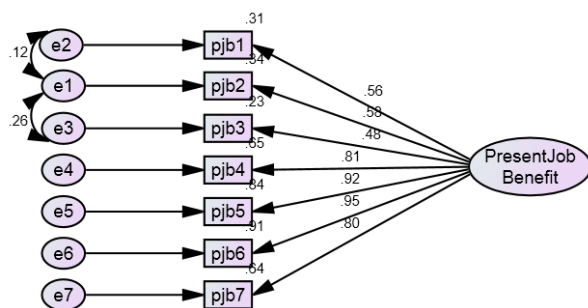 .31
e2 pjb1
.12 .34 .56
e1 pjb2
.23 .58
.26 e3 pjb3 .48
.65 .81 PresentJob
e4 pjb4 Benefit
.84 .92
e5 pjb5 .95
.91 .80
e6 pjb6
.64
e7 pjb7